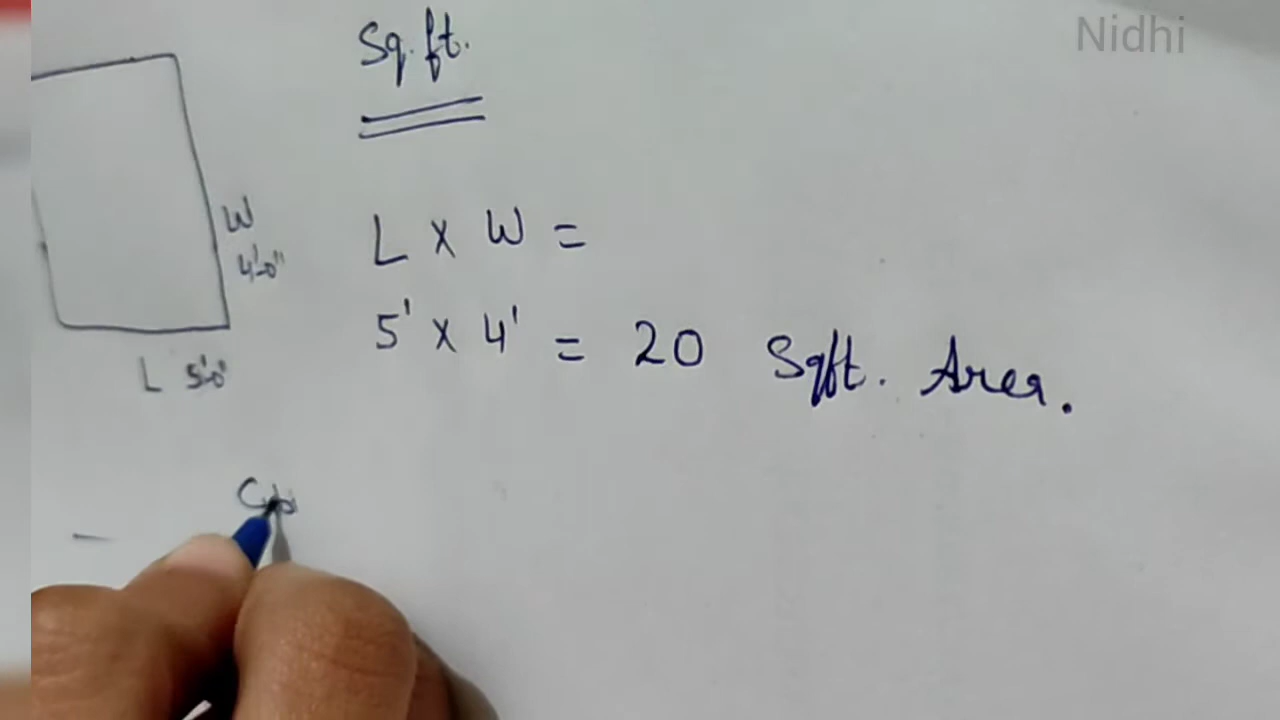 Nidhi
Sq.ft.
W
4'-0"
L x W =
5' x 4' = 20 Sqft. Area.
L 5'-0"